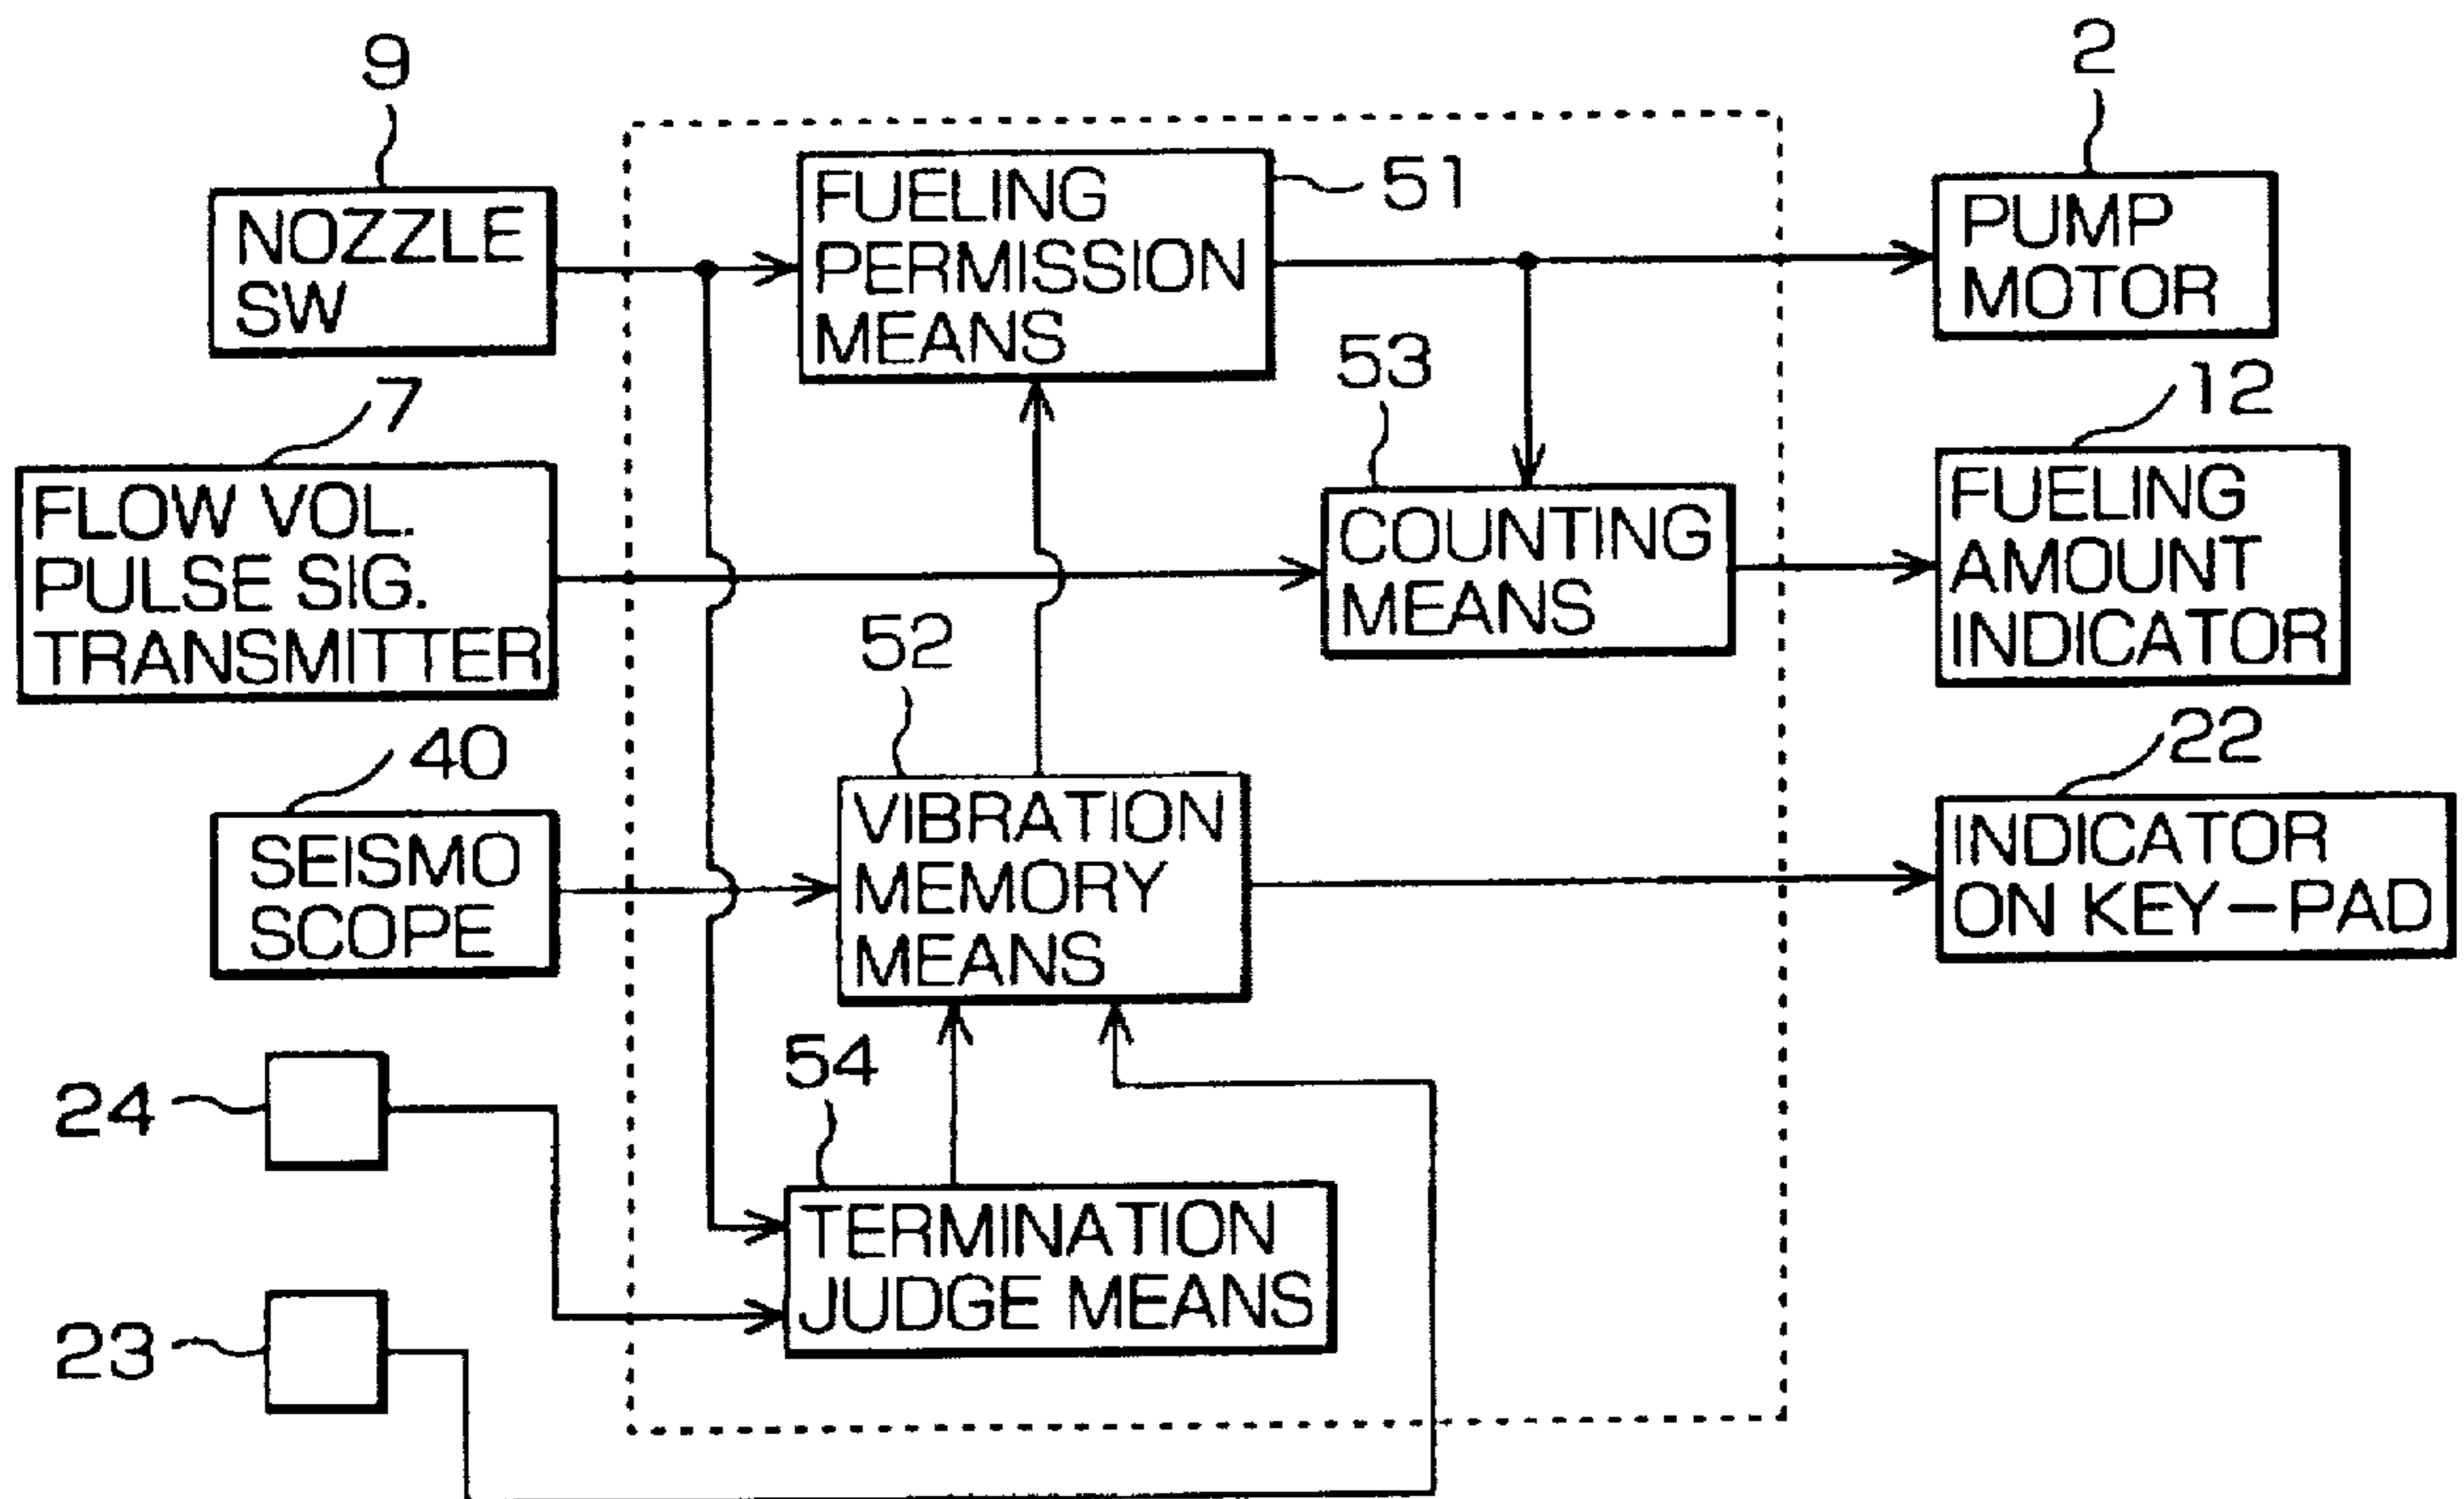 9
NOZZLE
SW
7
FLOW VOL.
PULSE SIG.
TRANSMITTER
40
SEISMO
SCOPE
24
23
51
FUELING
PERMISSION
MEANS
53
COUNTING
MEANS
52
VIBRATION
MEMORY
MEANS
54
TERMINATION
JUDGE MEANS
2
PUMP
MOTOR
12
FUELING
AMOUNT
INDICATOR
22
INDICATOR
ON KEY-PAD